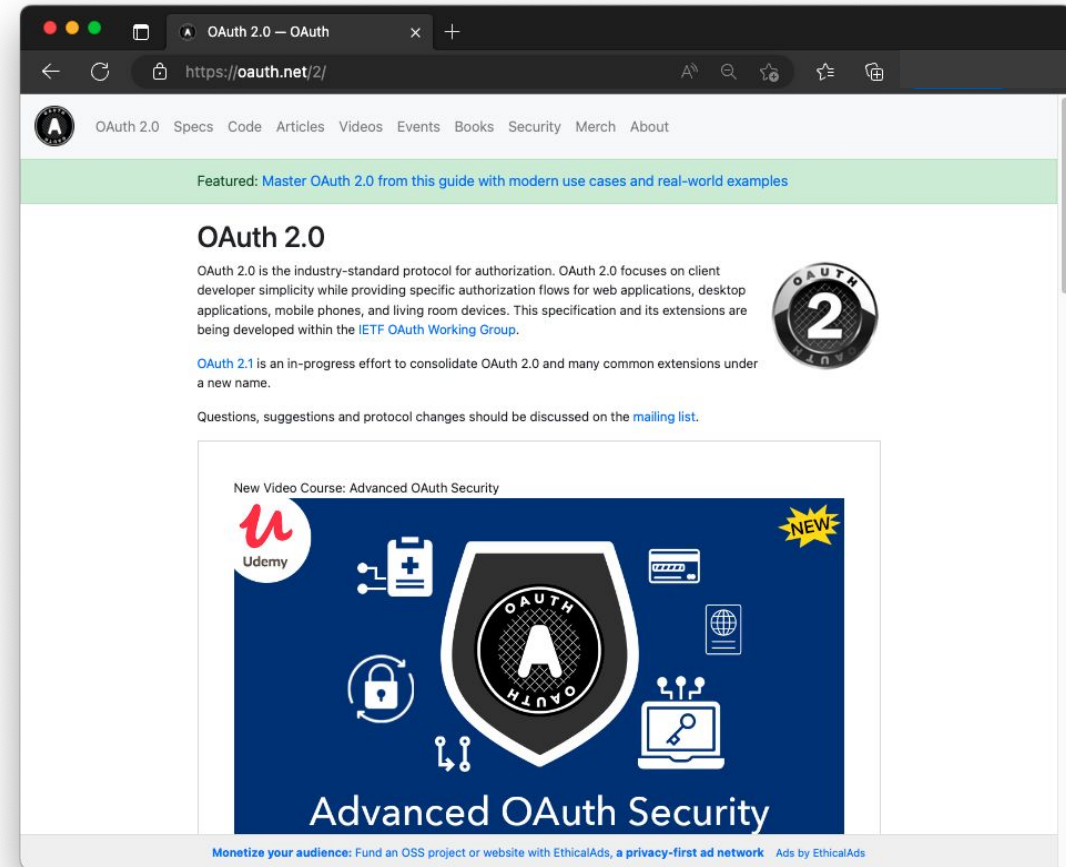 OAuth 2.0 — OAuth
https://oauth.net/2/
OAuth 2.0 Specs Code Articles Videos Events Books Security Merch About
Featured: Master OAuth 2.0 from this guide with modern use cases and real-world examples
OAuth 2.0
OAuth 2.0 is the industry-standard protocol for authorization. OAuth 2.0 focuses on client
developer simplicity while providing specific authorization flows for web applications, desktop
applications, mobile phones, and living room devices. This specification and its extensions are
being developed within the IETF OAuth Working Group.
OAuth 2.1 is an in-progress effort to consolidate OAuth 2.0 and many common extensions under
a new name.
Questions, suggestions and protocol changes should be discussed on the mailing list.
OAUTH
2
OAUTH
New Video Course: Advanced OAuth Security
u
Udemy
NEW
OAUTH
A
OAUTH
Advanced OAuth Security
Monetize your audience: Fund an OSS project or website with EthicalAds, a privacy-first ad network Ads by EthicalAds